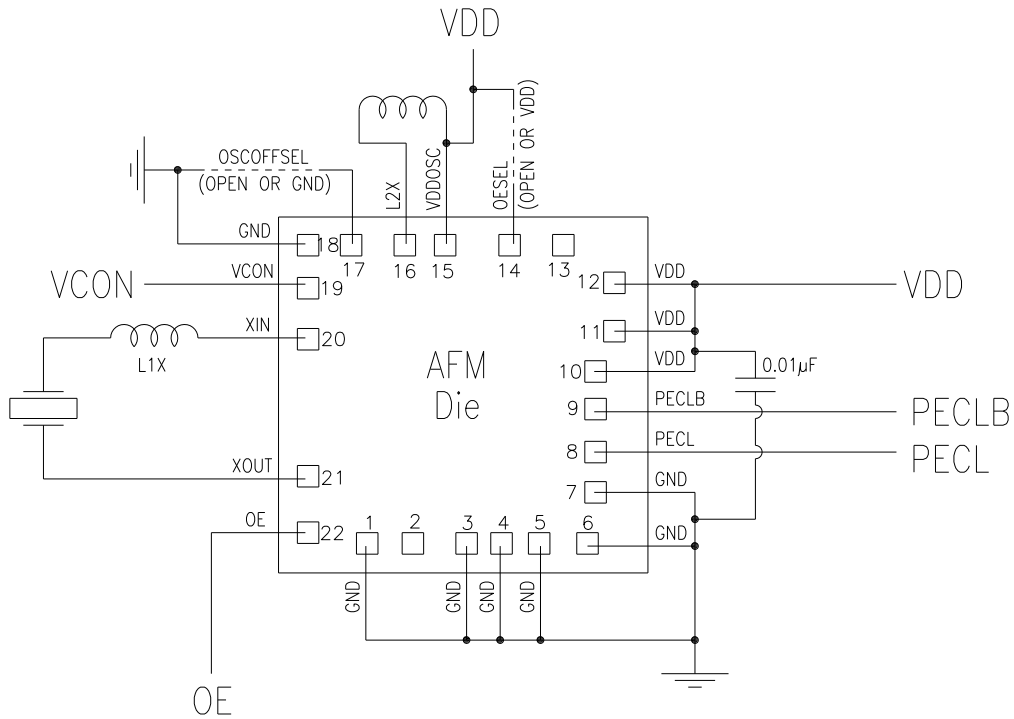 VDD
OSCOFFSEL
(OPEN OR GND)
L2X
VDDOSC
OESEL
(OPEN OR VDD)
GND
18
17
16
15
14
13
VCON
VCON
19
12
VDD
VDD
XIN
20
11
VDD
L1X
10
VDD
0.01µF
AFM
Die
9
PECLB
PECLB
8
PECL
PECL
XOUT
21
7
GND
OE
22
1
2
3
4
5
6
GND
GND
GND
GND
GND
OE